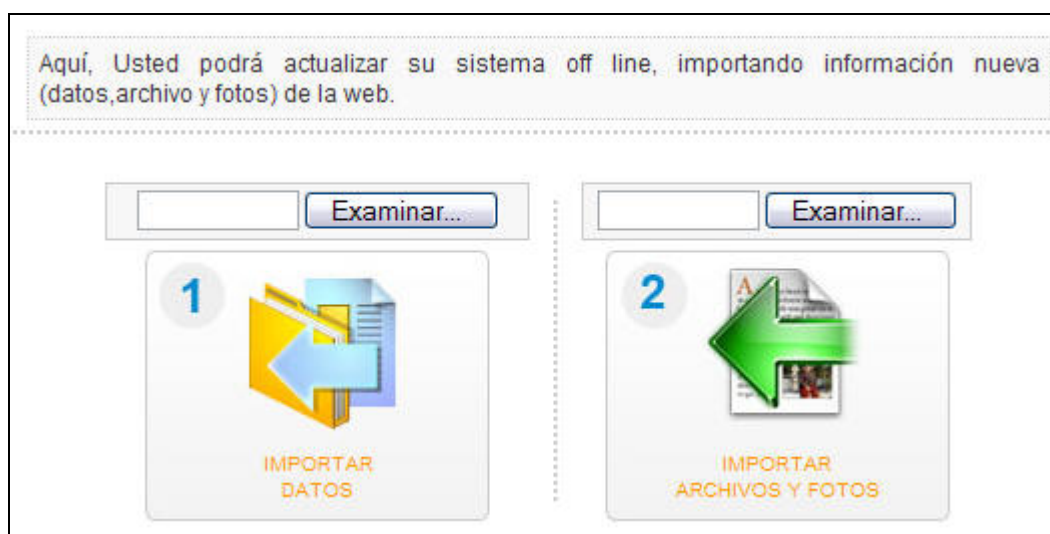 Aquí, Usted podrá actualizar su sistema off line, importando información nueva
(datos,archivo y fotos) de la web.
Examinar...
Examinar...
1
2
IMPORTAR
DATOS
IMPORTAR
ARCHIVOS Y FOTOS